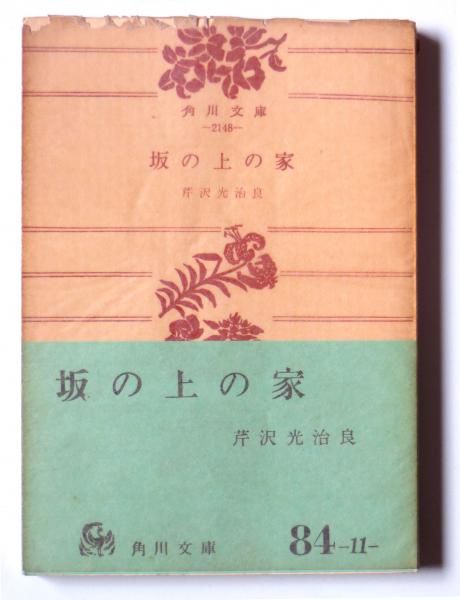 角川文庫
—2148—
坂の上の家
芹沢光治良
坂の上の家
芹沢光治良
角川文庫
84-11-